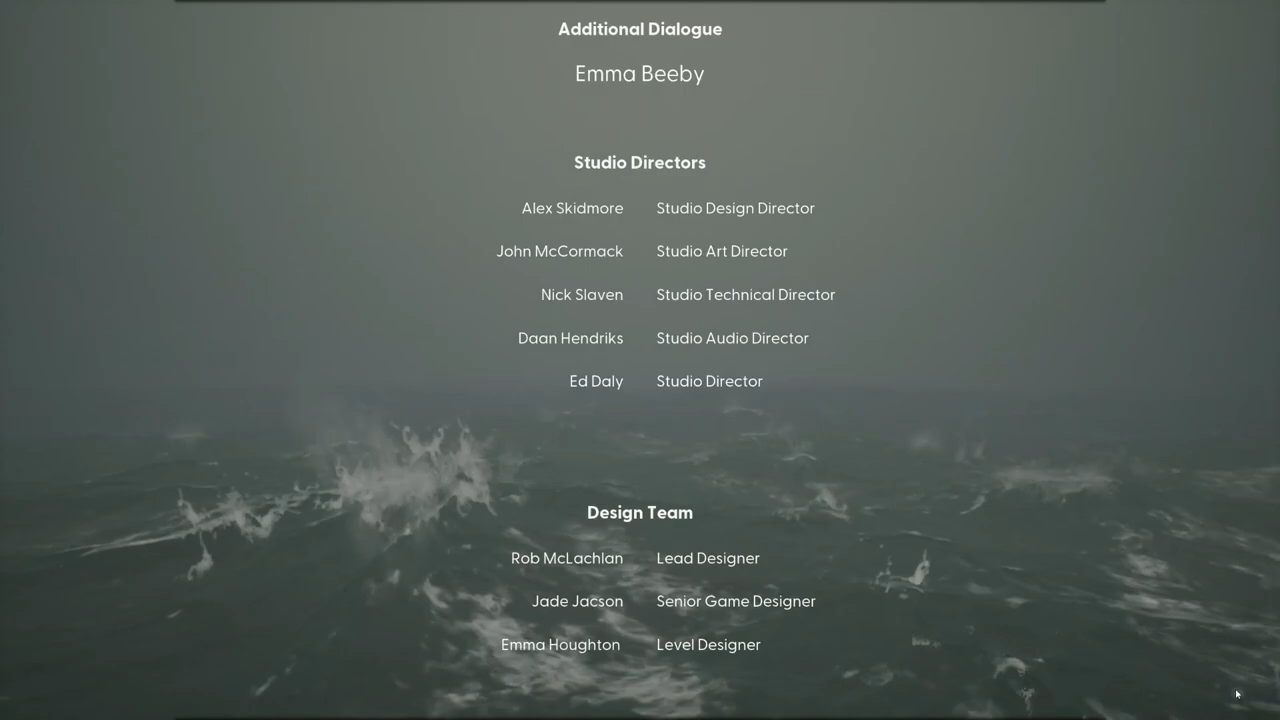 Additional Dialogue
Emma Beeby
Studio Directors
Alex Skidmore Studio Design Director
John McCormack Studio Art Director
Nick Slaven Studio Technical Director
Daan Hendriks Studio Audio Director
Ed Daly Studio Director
Design Team
Rob McLachlan Lead Designer
Jade Jacson Senior Game Designer
Emma Houghton Level Designer